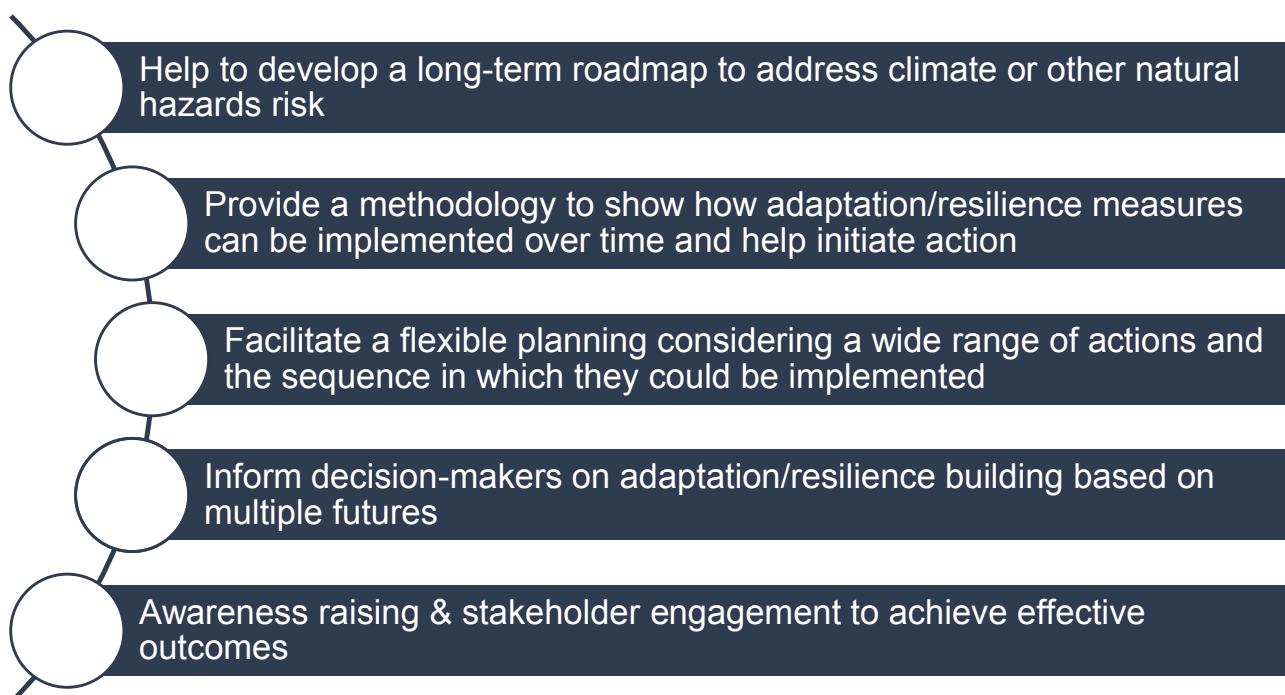 Help to develop a long-term roadmap to address climate or other natural
hazards risk
Provide a methodology to show how adaptation/resilience measures
can be implemented over time and help initiate action
Facilitate a flexible planning considering a wide range of actions and
the sequence in which they could be implemented
Inform decision-makers on adaptation/resilience building based on
multiple futures
Awareness raising & stakeholder engagement to achieve effective
outcomes